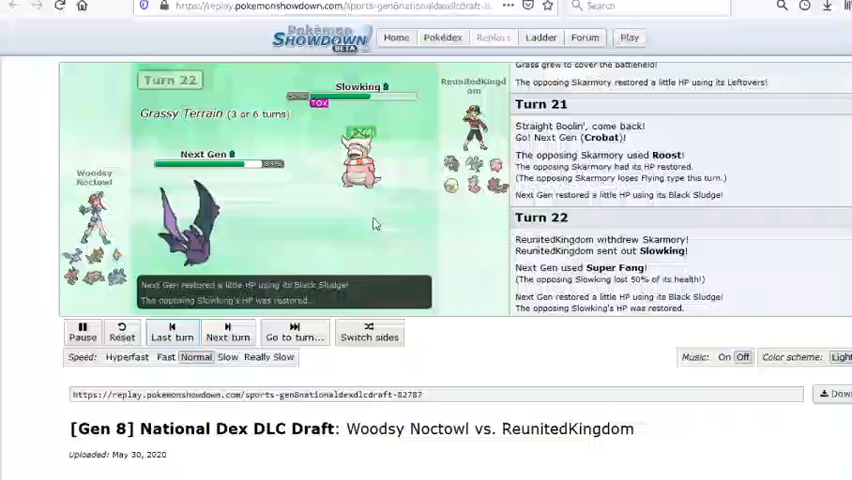 https://replay.pokemonshowdown.com/sports-gen8nationaldexdlcdraft-8
Search
Pokémon
SHOWDOWN
BETA
Home
Pokédex
Replays
Ladder
Forum
Play
Turn 22
Grassy Terrain (3 or 6 turns)
Slowking
TOX
Next Gen
Woodsy
Noctowl
ReunitedKingd
om
Next Gen restored a little HP using its Black Sludge!
The opposing Slowking's HP was restored.
Grass grew to cover the battlefield!
The opposing Skarmory restored a little HP using its Leftovers!
Turn 21
Straight Boolin', come back!
Go! Next Gen (Crobat)!
The opposing Skarmory used Roost!
The opposing Skarmory had its HP restored.
(The opposing Skarmory loses Flying type this turn.)
Next Gen restored a little HP using its Black Sludge!
Turn 22
ReunitedKingdom withdrew Skarmory!
ReunitedKingdom sent out Slowking!
Next Gen used Super Fang!
(The opposing Slowking lost 50% of its health!)
Next Gen restored a little HP using its Black Sludge!
The opposing Slowking's HP was restored.
Pause
Reset
Last turn
Next turn
Go to turn...
Switch sides
Speed: Hyperfast Fast Normal Slow Really Slow
Music: On Off
Color scheme: Light
https://replay.pokemonshowdown.com/sports-gen8nationaldexdlcdraft-82787
Dow
[Gen 8] National Dex DLC Draft: Woodsy Noctowl vs. ReunitedKingdom
Uploaded: May 30, 2020